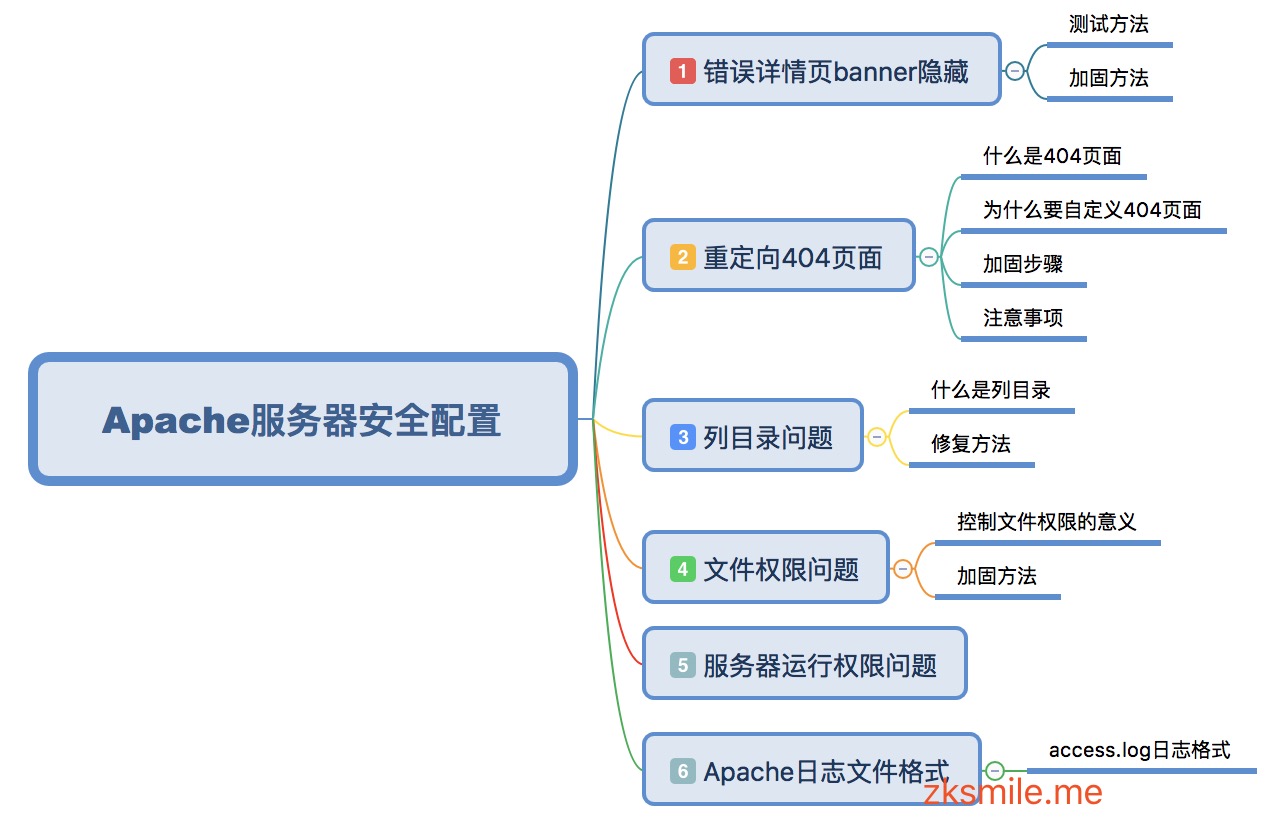 Apache服务器安全配置
1 错误详情页banner隐藏
测试方法
加固方法
2 重定向404页面
什么是404页面
为什么要自定义404页面
加固步骤
注意事项
3 列目录问题
什么是列目录
修复方法
4 文件权限问题
控制文件权限的意义
加固方法
5 服务器运行权限问题
6 Apache日志文件格式
access.log日志格式
zksmile.me